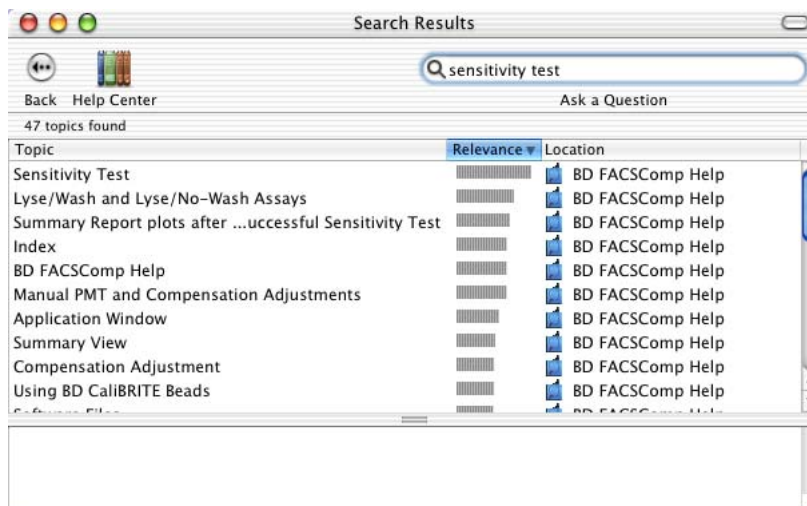 Search Results
sensitivity test
Back Help Center Ask a Question
47 topics found
Topic Relevance Location
Sensitivity Test BD FACSComp Help
Lyse/Wash and Lyse/No-Wash Assays BD FACSComp Help
Summary Report plots after ...uccessful Sensitivity Test BD FACSComp Help
Index BD FACSComp Help
BD FACSComp Help BD FACSComp Help
Manual PMT and Compensation Adjustments BD FACSComp Help
Application Window BD FACSComp Help
Summary View BD FACSComp Help
Compensation Adjustment BD FACSComp Help
Using BD CaliBRITE Beads BD FACSComp Help